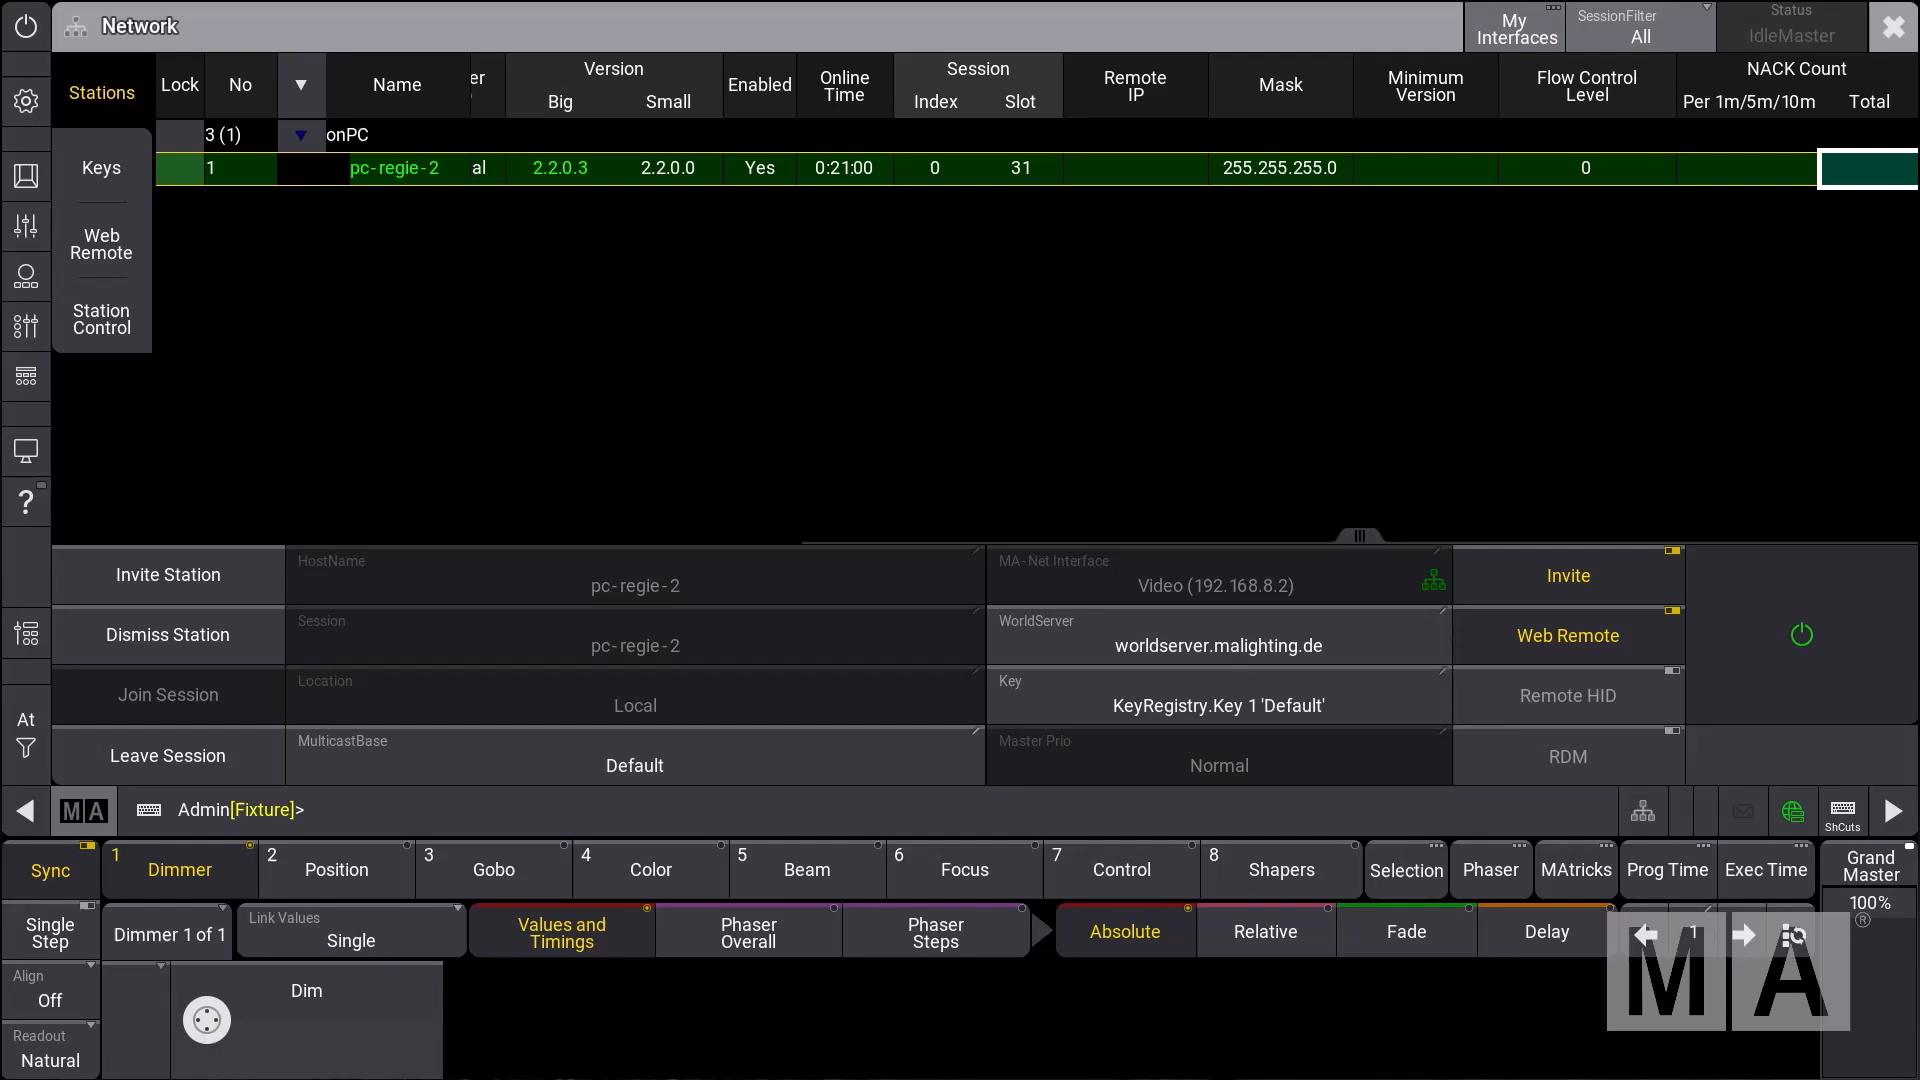 Network
My
Interfaces
SessionFilter
All
Status
IdleMaster
Stations
Lock
No
Name
er
Version
Big
Small
Enabled
Online
Time
Session
Index
Slot
Remote
IP
Mask
Minimum
Version
Flow Control
Level
NACK Count
Per 1m/5m/10m
Total
3 (1)
onPC
1
pc-regie-2
al
2.2.0.3
2.2.0.0
Yes
0:21:00
0
31
255.255.255.0
0
Keys
Web
Remote
Station
Control
?
Invite Station
HostName
pc-regie-2
MA-Net Interface
Video (192.168.8.2)
Invite
Dismiss Station
Session
pc-regie-2
WorldServer
worldserver.malighting.de
Web Remote
Join Session
Location
Local
Key
KeyRegistry.Key 1 'Default'
Remote HID
At
Leave Session
MulticastBase
Default
Master Prio
Normal
RDM
MA
Admin[Fixture]>
ShCuts
Sync
1
Dimmer
2
Position
3
Gobo
4
Color
5
Beam
6
Focus
7
Control
8
Shapers
Selection
Phaser
MAtricks
Prog Time
Exec Time
Grand
Master
100%
R
Single
Step
Dimmer 1 of 1
Link Values
Single
Values and
Timings
Phaser
Overall
Phaser
Steps
Absolute
Relative
Fade
Delay
1
MA
Align
Off
Dim
Readout
Natural